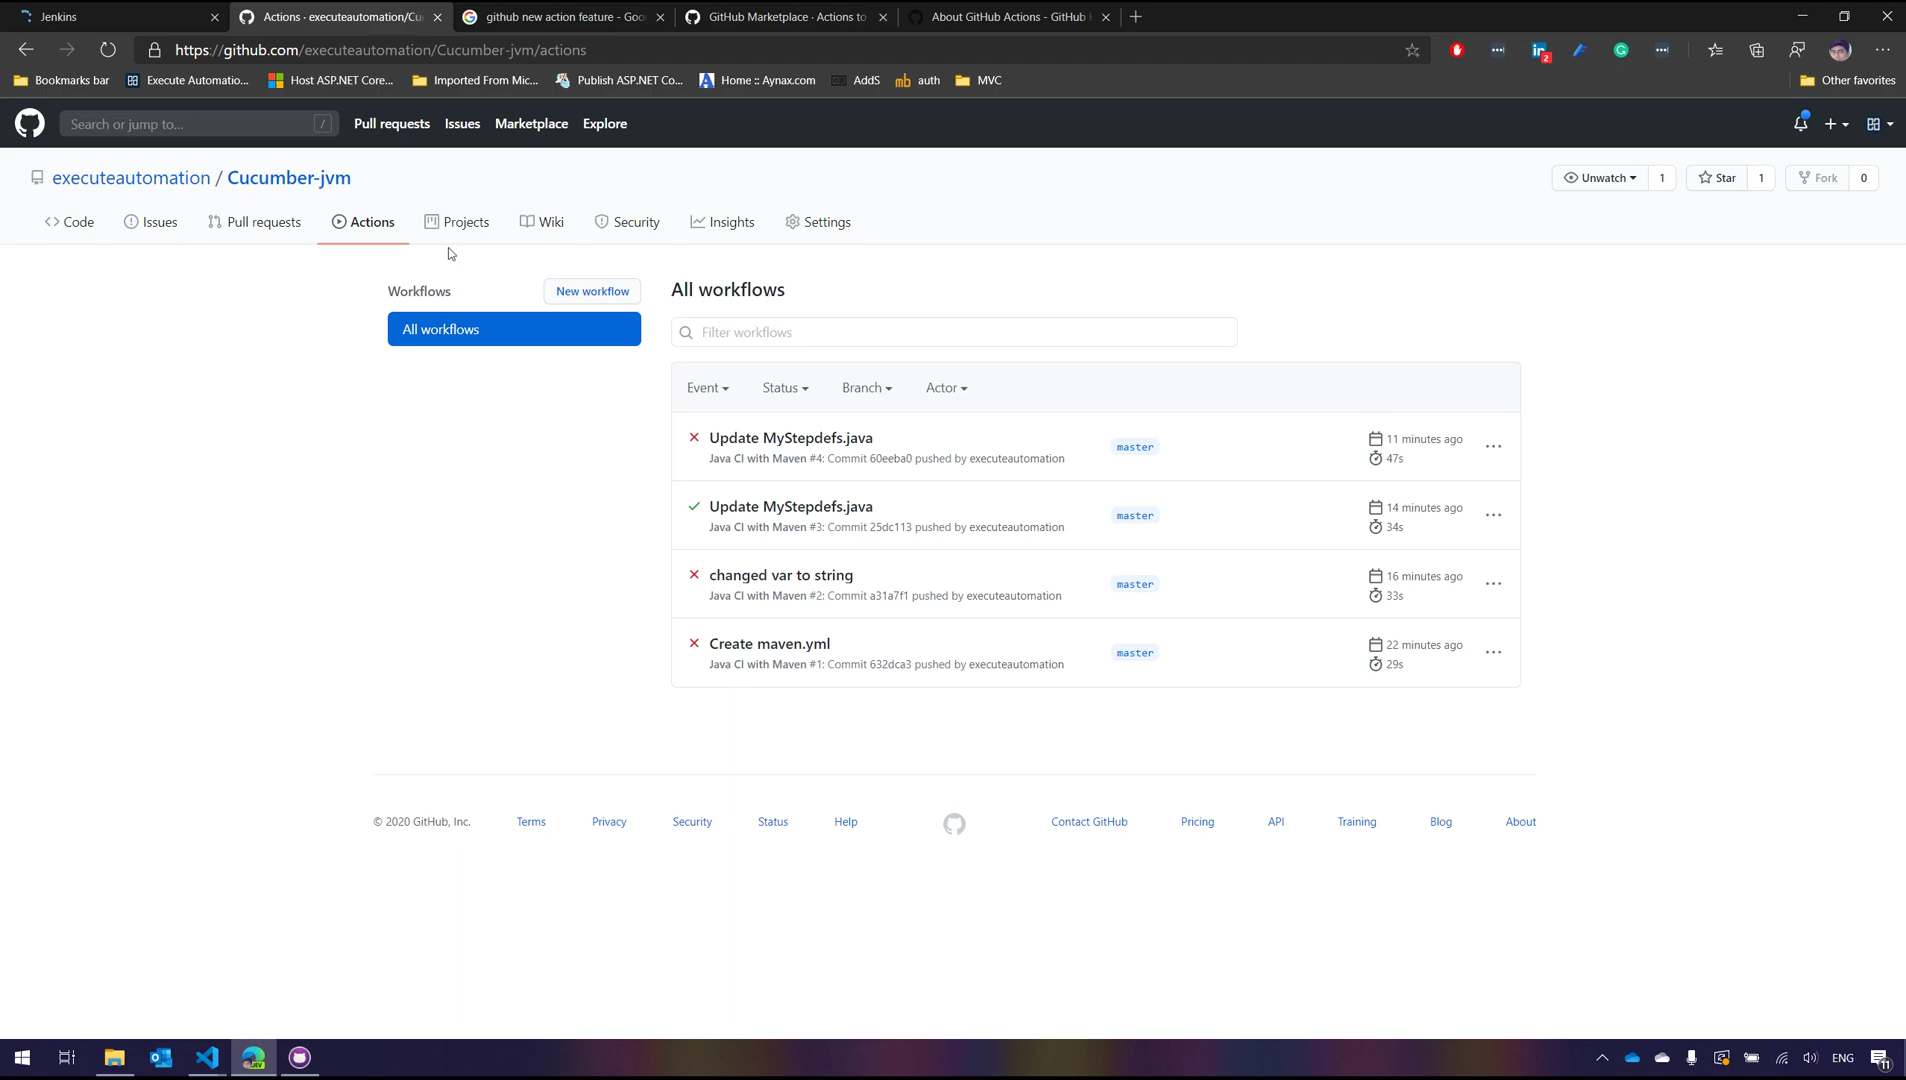 Jenkins
Actions · executeautomation/Cu
github new action feature - Goo
GitHub Marketplace · Actions to
About GitHub Actions - GitHub
https://github.com/executeautomation/Cucumber-jvm/actions
2
Bookmarks bar
Execute Automatio...
Host ASP.NET Core...
Imported From Mic...
Publish ASP.NET Co...
Home :: Aynax.com
AddS
auth
MVC
Other favorites
Search or jump to...
/
Pull requests
Issues
Marketplace
Explore
executeautomation / Cucumber-jvm
Unwatch
1
Star
1
Fork
0
Code
Issues
Pull requests
Actions
Projects
Wiki
Security
Insights
Settings
Workflows
New workflow
All workflows
All workflows
Filter workflows
Event
Status
Branch
Actor
Update MyStepdefs.java
Java CI with Maven #4: Commit 60eeba0 pushed by executeautomation
master
11 minutes ago
47s
Update MyStepdefs.java
Java CI with Maven #3: Commit 25dc113 pushed by executeautomation
master
14 minutes ago
34s
changed var to string
Java CI with Maven #2: Commit a31a7f1 pushed by executeautomation
master
16 minutes ago
33s
Create maven.yml
Java CI with Maven #1: Commit 632dca3 pushed by executeautomation
master
22 minutes ago
29s
© 2020 GitHub, Inc.
Terms
Privacy
Security
Status
Help
Contact GitHub
Pricing
API
Training
Blog
About
DEV
ENG
11